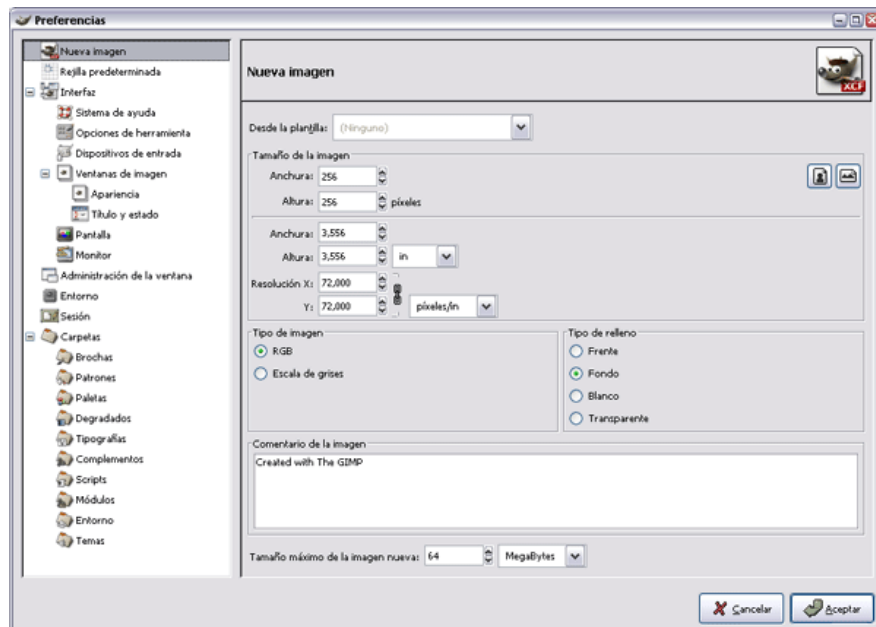 Preferencias
Nueva imagen
Rejilla predeterminada
Interfaz
Sistema de ayuda
Opciones de herramienta
Dispositivos de entrada
Ventanas de imagen
Apariencia
Título y estado
Pantalla
Monitor
Administración de la ventana
Entorno
Sesión
Carpetas
Brochas
Patrones
Paletas
Degradados
Tipografías
Complementos
Scripts
Módulos
Entorno
Temas
Nueva imagen
XCF
Desde la plantilla: (Ninguno)
Tamaño de la imagen
Anchura: 256
Altura: 256 píxeles
Anchura: 3,556
Altura: 3,556 in
Resolución X: 72,000
Y: 72,000 píxeles/in
Tipo de imagen
RGB
Escala de grises
Tipo de relleno
Frente
Fondo
Blanco
Transparente
Comentario de la imagen
Created with The GIMP
Tamaño máximo de la imagen nueva: 64 MegaBytes
Cancelar
Aceptar